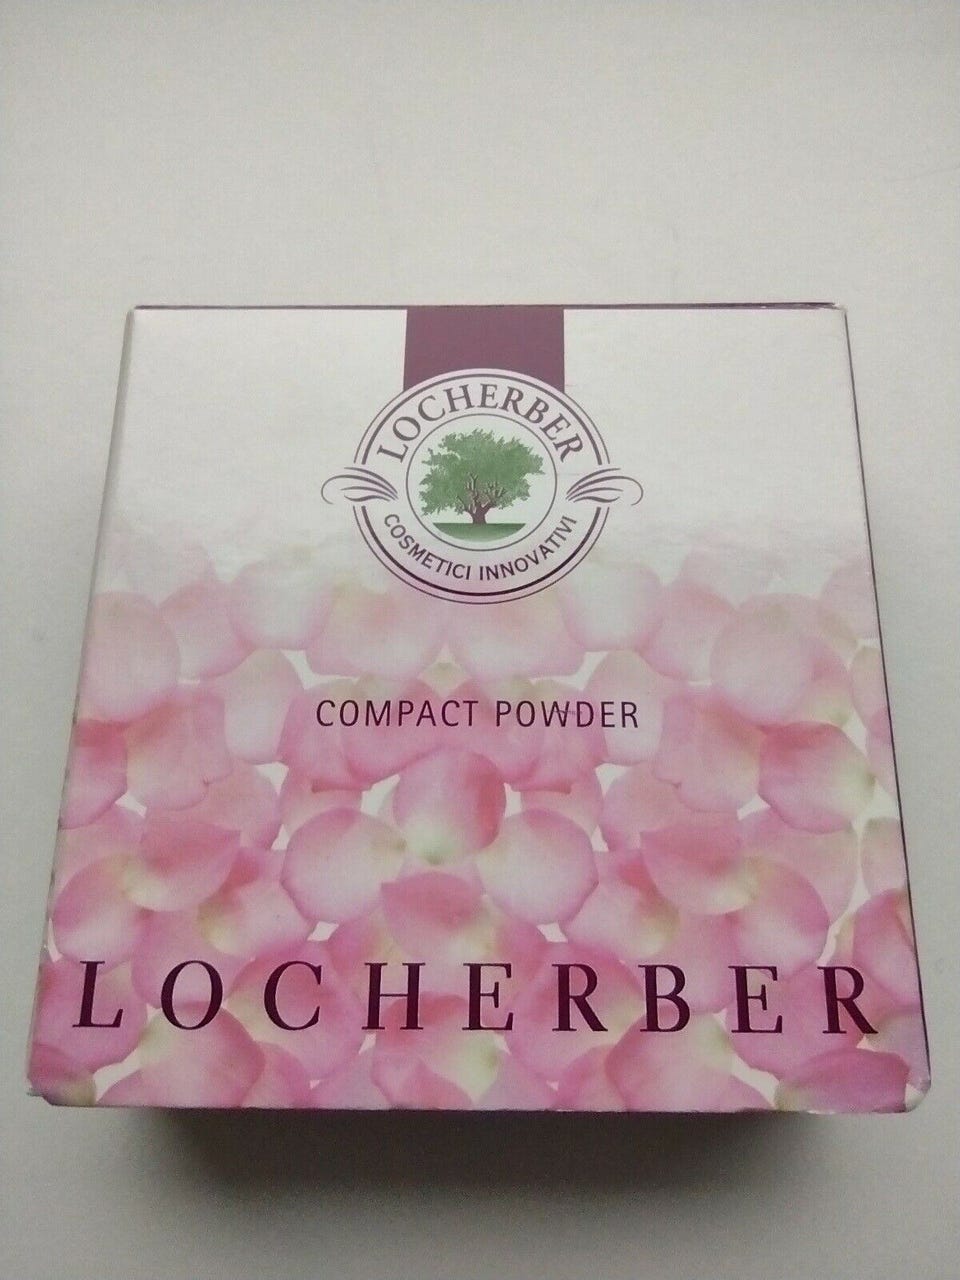 LOCHERBER
COSMETICI INNOVATIVI
COMPACT POWDER
LOCHERBER